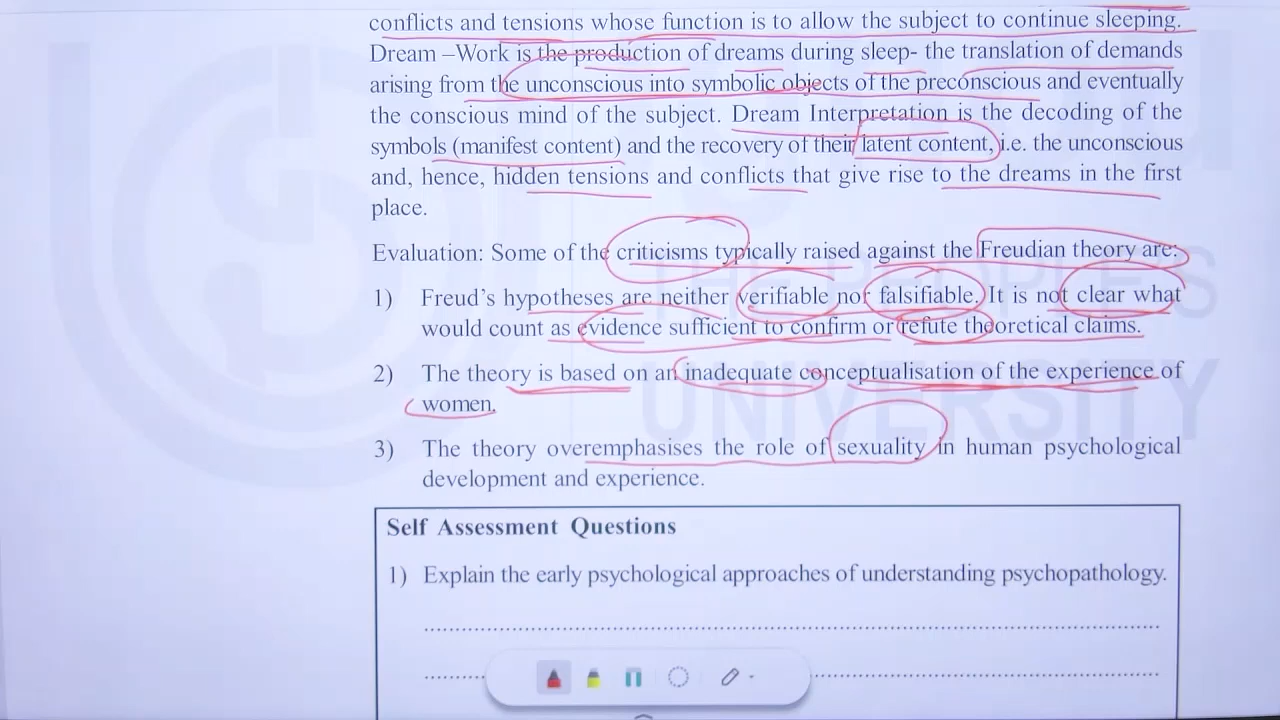 conflicts and tensions whose function is to allow the subject to continue sleeping.
Dream –Work is the production of dreams during sleep- the translation of demands
arising from the unconscious into symbolic objects of the preconscious and eventually
the conscious mind of the subject. Dream Interpretation is the decoding of the
symbols (manifest content) and the recovery of their latent content, i.e. the unconscious
and, hence, hidden tensions and conflicts that give rise to the dreams in the first
place.
Evaluation: Some of the criticisms typically raised against the Freudian theory are:
1) Freud's hypotheses are neither verifiable nor falsifiable. It is not clear what
would count as evidence sufficient to confirm or refute theoretical claims.
2) The theory is based on an inadequate conceptualisation of the experience of
women.
3) The theory overemphasises the role of sexuality in human psychological
development and experience.
THE PEOPLE'S
UNIVERSITY
Self Assessment Questions
1) Explain the early psychological approaches of understanding psychopathology.